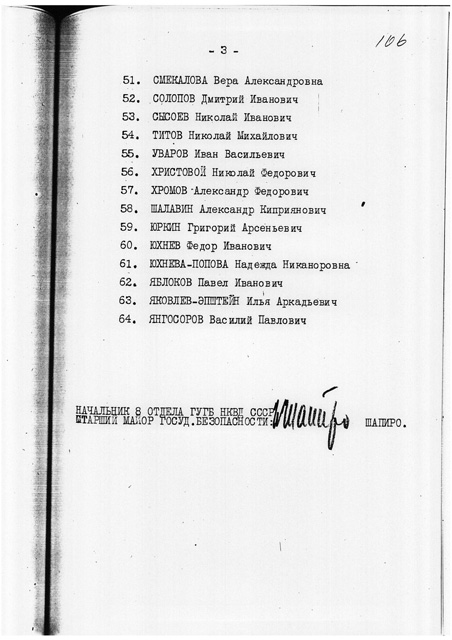 106
- 3 -
51. СМЕКАЛОВА Вера Александровна
52. СОЛОПОВ Дмитрий Иванович
53. СЫСОЕВ Николай Иванович
54. ТИТОВ Николай Михайлович
55. УВАРОВ Иван Васильевич
56. ХРИСТОВОЙ Николай Федорович
57. ХРОМОВ Александр Федорович
58. ШАЛАВИН Александр Киприянович
59. ЮРКИН Григорий Арсеньевич
60. ЮХНЕВ Федор Иванович
61. ЮХНЕВА-ПОПОВА Надежда Никаноровна
62. ЯБЛОКОВ Павел Иванович
63. ЯКОВЛЕВ-ЭПШТЕЙН Илья Аркадьевич
64. ЯНГОСОРОВ Василий Павлович
НАЧАЛЬНИК 8 ОТДЕЛА ГУГБ НКВД СССР
СТАРШИЙ МАЙОР ГОСУД.БЕЗОПАСНОСТИ: Шапиро ШАПИРО.